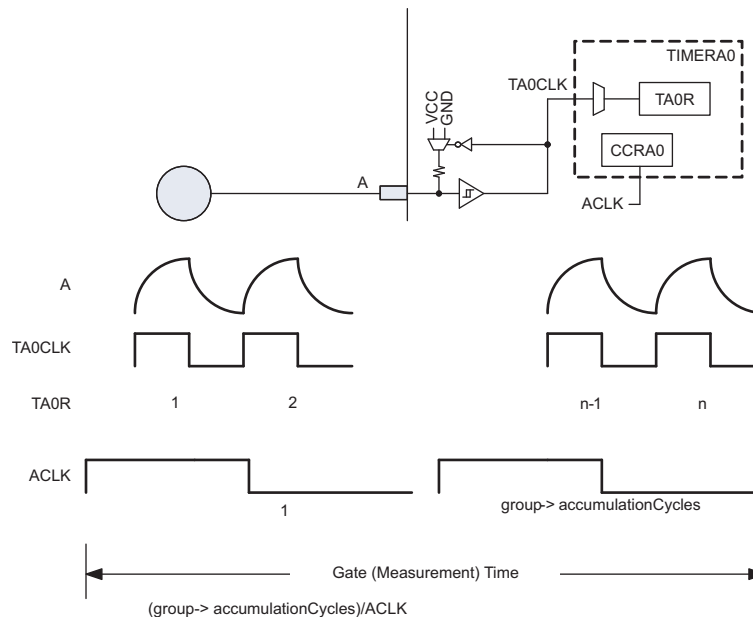 TIMERA0
TA0CLK
TA0R
VCC
GND
CCRA0
A
ACLK
A
TA0CLK
TA0R 1 2 n-1 n
ACLK
1 group-> accumulationCycles
Gate (Measurement) Time
(group-> accumulationCycles)/ACLK